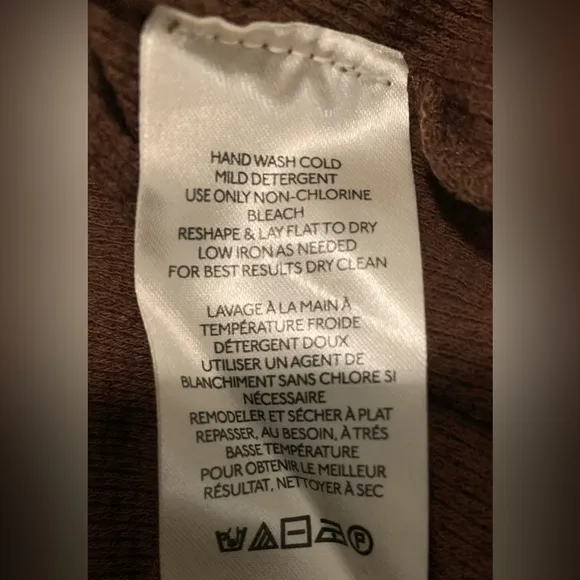 HAND WASH COLD
MILD DETERGENT
USE ONLY NON-CHLORINE
BLEACH
RESHAPE & LAY FLAT TO DRY
LOW IRON AS NEEDED
FOR BEST RESULTS DRY CLEAN
LAVAGE À LA MAIN À
TEMPÉRATURE FROIDE
DÉTERGENT DOUX
UTILISER UN AGENT DE
BLANCHIMENT SANS CHLORE SI
NÉCESSAIRE
REMODELER ET SÉCHER À PLAT
REPASSER, AU BESOIN, À TRÉS
BASSE TEMPÉRATURE
POUR OBTENIR LE MEILLEUR
RÉSULTAT, NETTOYER À SEC
P